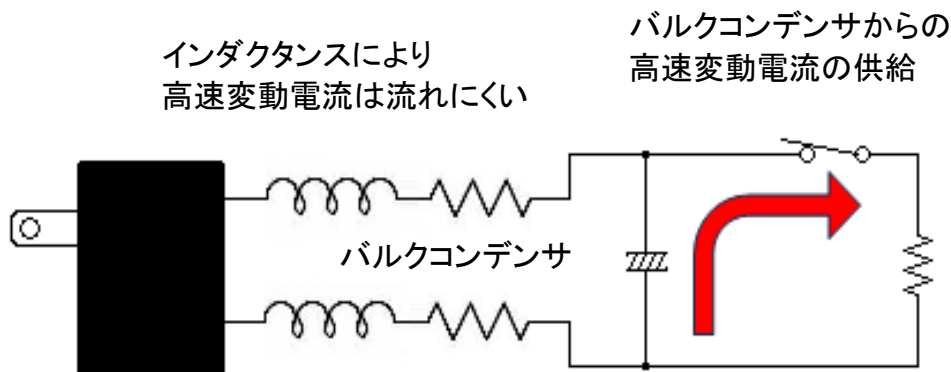 インダクタンスにより
高速変動電流は流れにくい
バルクコンデンサからの
高速変動電流の供給
バルクコンデンサ